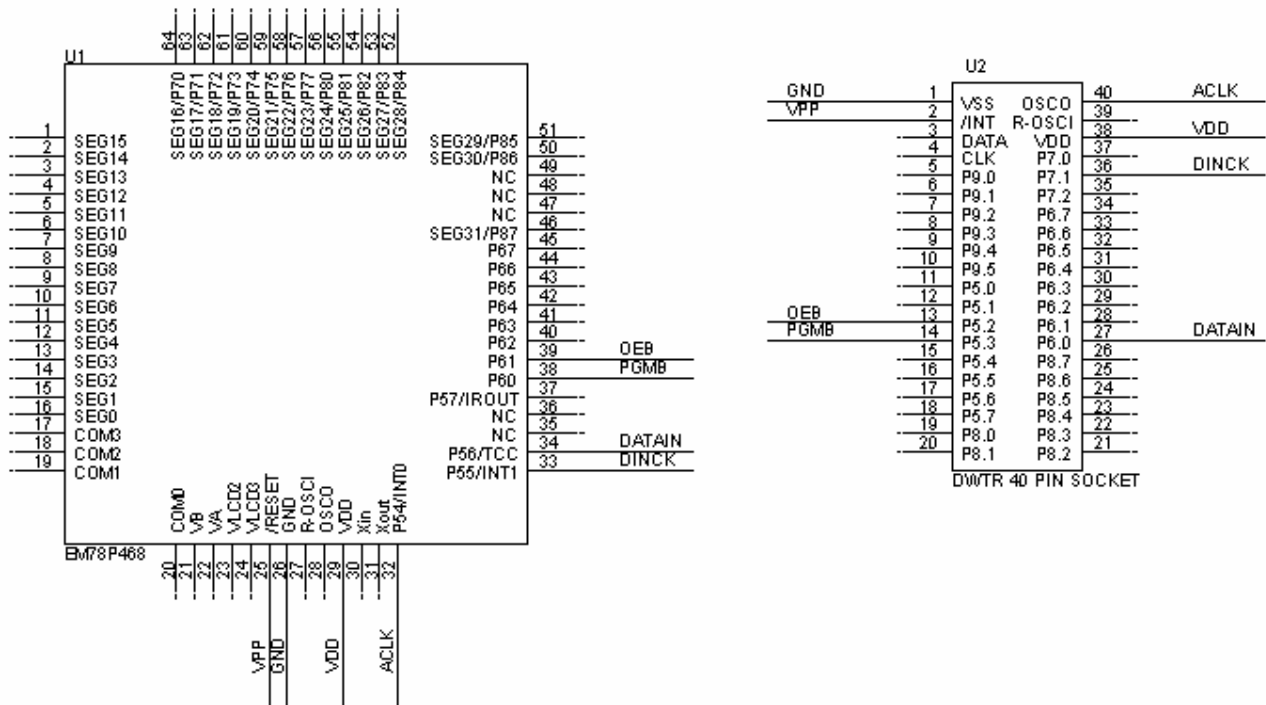 U1
64 63 62 61 60 59 58 57 56 55 54 53 52
SEG16/P70
SEG17/P71
SEG18/P72
SEG19/P73
SEG20/P74
SEG21/P75
SEG22/P76
SEG23/P77
SEG24/P80
SEG25/P81
SEG26/P82
SEG27/P83
SEG28/P84
1 SEG15
2 SEG14
3 SEG13
4 SEG12
5 SEG11
6 SEG10
7 SEG9
8 SEG8
9 SEG7
10 SEG6
11 SEG5
12 SEG4
13 SEG3
14 SEG2
15 SEG1
16 SEG0
17 COM3
18 COM2
19 COM1
SEG29/P85 51
SEG30/P86 50
NC 49
NC 48
NC 47
SEG31/P87 46
P67 45
P66 44
P65 43
P64 42
P63 41
P62 40
P61 39 OEB
P60 38 PGMB
P57/IROUT 37
NC 36
NC 35
P56/TCC 34 DATAIN
P55/INT1 33 DINCK
COM0
VB
VA
VLCD2
VLCD3
/RESET
GND
R-OSCI
OSCO
VDD
Xin
Xout
P54/INT0
EM78P468
20 21 22 23 24 25 26 27 28 29 30 31 32
VPP
GND
VDD
ACLK
U2
GND 1 VSS OSCO 40 ACLK
VPP 2 /INT R-OSCI 39
3 DATA VDD 38 VDD
4 CLK P7.0 37
5 P9.0 P7.1 36 DINCK
6 P9.1 P7.2 35
7 P9.2 P6.7 34
8 P9.3 P6.6 33
9 P9.4 P6.5 32
10 P9.5 P6.4 31
11 P5.0 P6.3 30
12 P5.1 P6.2 29
OEB 13 P5.2 P6.1 28
PGMB 14 P5.3 P6.0 27 DATAIN
15 P5.4 P8.7 26
16 P5.5 P8.6 25
17 P5.6 P8.5 24
18 P5.7 P8.4 23
19 P8.0 P8.3 22
20 P8.1 P8.2 21
DWTR 40 PIN SOCKET